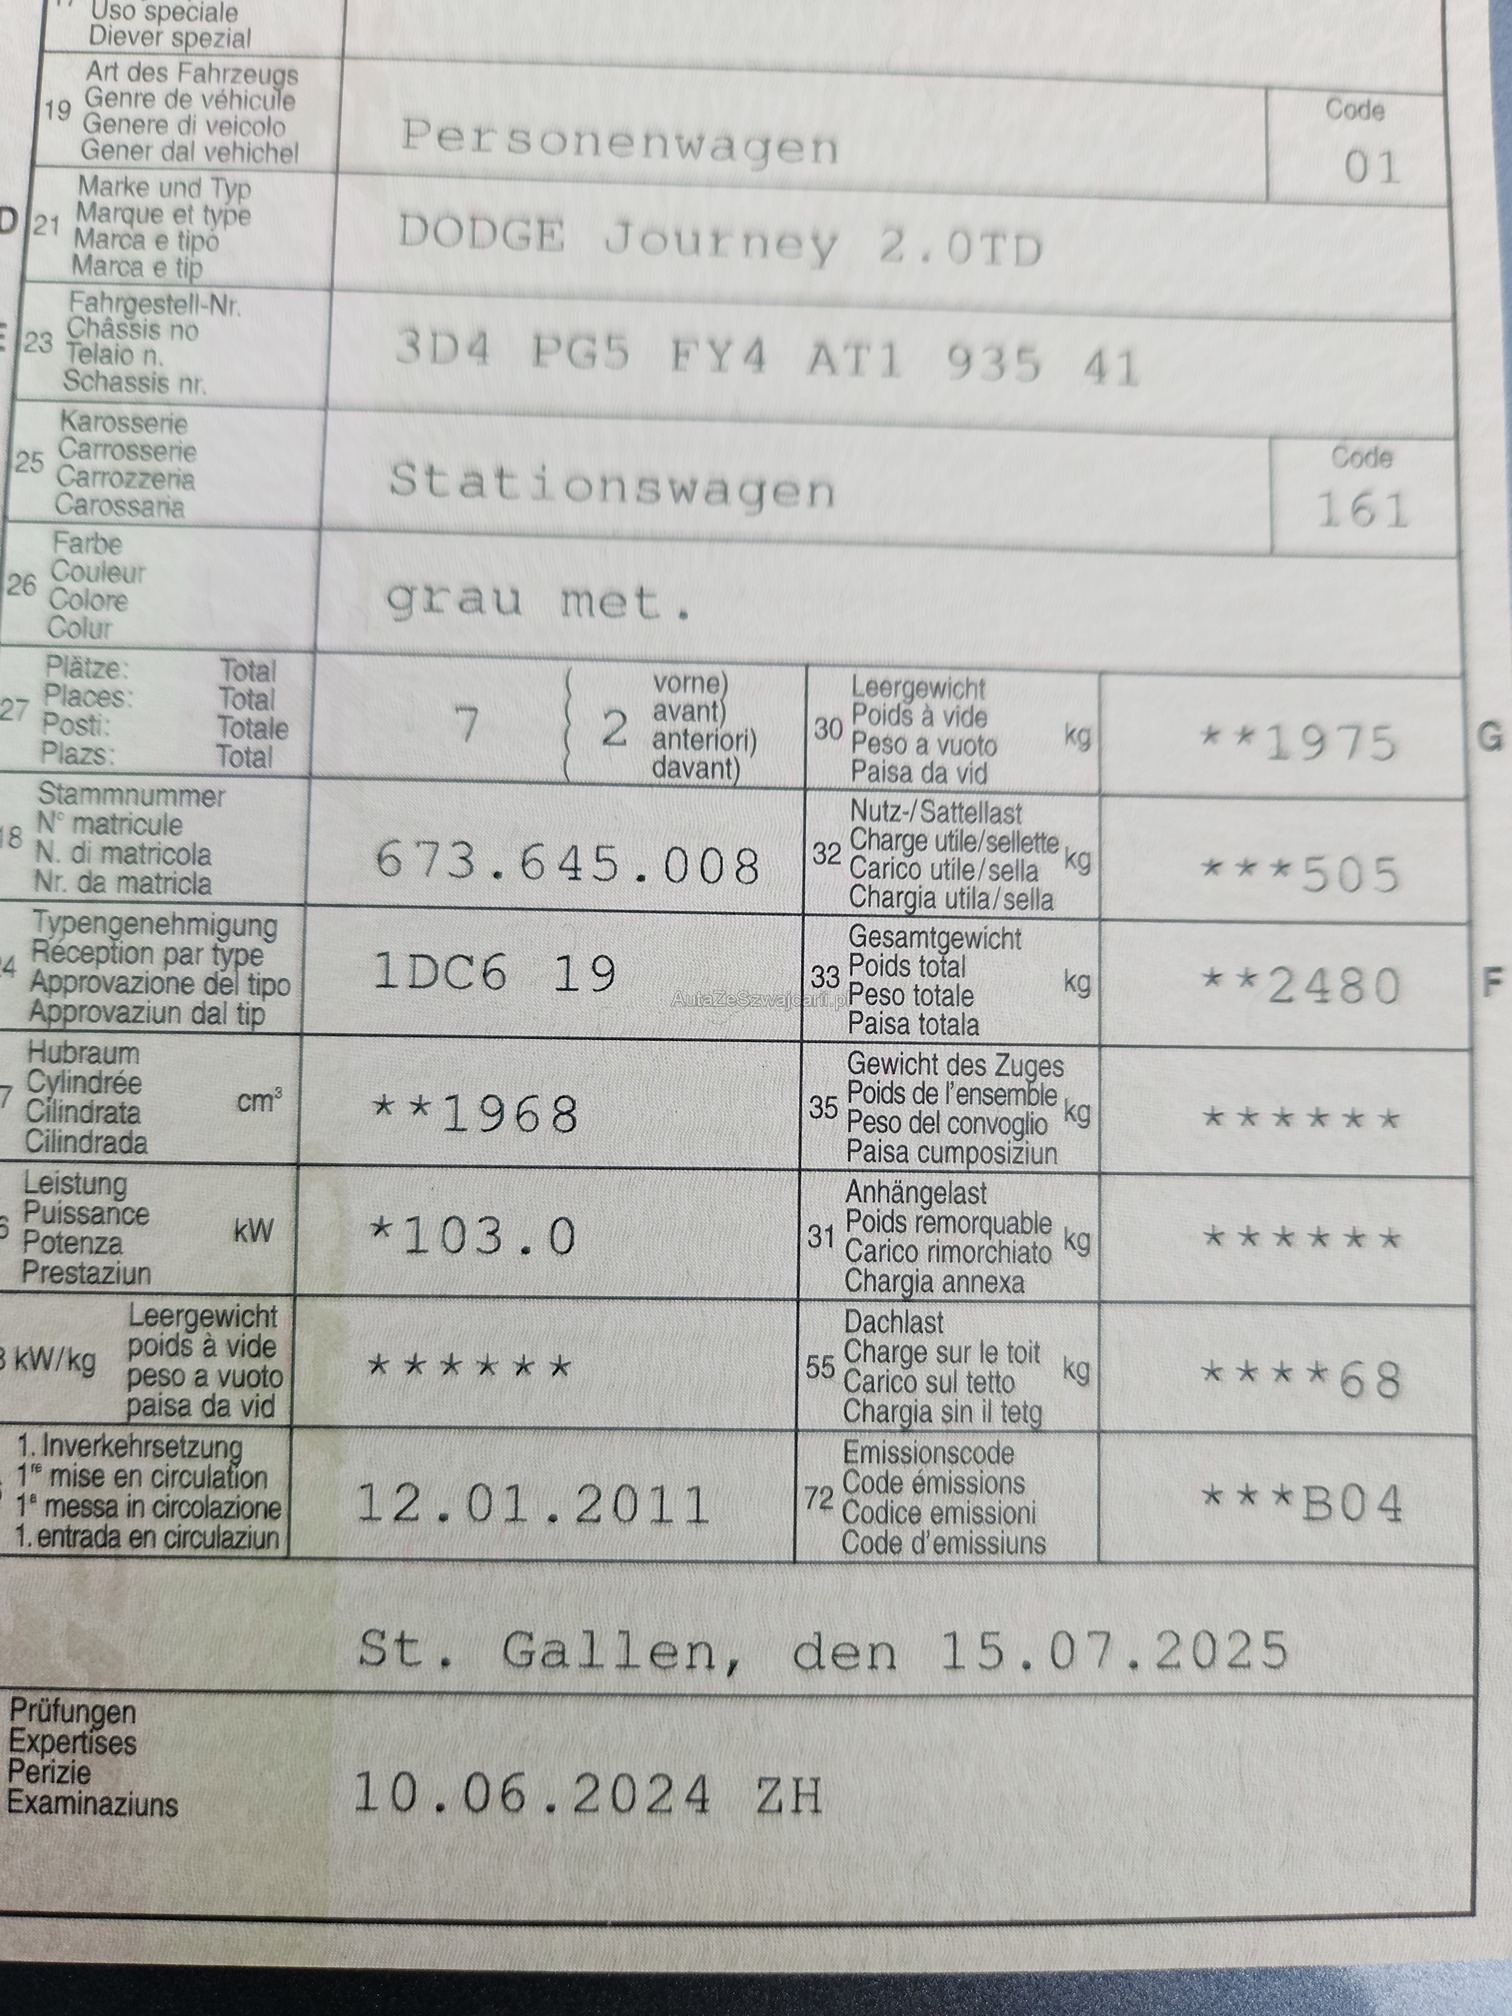 Uso speciale
Diever spezial
19 Art des Fahrzeugs
Genre de véhicule
Genere di veicolo
Gener dal vehichel
Personenwagen
Code
01
D 21 Marke und Typ
Marque et type
Marca e tipo
Marca e tip
DODGE Journey 2.0TD
E 23 Fahrgestell-Nr.
Châssis no
Telaio n.
Schassis nr.
3D4 PG5 FY4 AT1 935 41
25 Karosserie
Carrosserie
Carrozzeria
Carossaria
Stationswagen
Code
161
26 Farbe
Couleur
Colore
Colur
grau met.
27 Plätze: Total
Places: Total
Posti: Totale
Plazs: Total
7 2 vorne)
avant)
anteriori)
davant)
30 Leergewicht
Poids à vide
Peso a vuoto
Paisa da vid
kg **1975 G
18 Stammnummer
N° matricule
N. di matricola
Nr. da matricla
673.645.008
32 Nutz-/Sattellast
Charge utile/sellette
Carico utile/sella
Chargia utila/sella
kg ***505
24 Typengenehmigung
Réception par type
Approvazione del tipo
Approvaziun dal tip
1DC6 19
33 Gesamtgewicht
Poids total
Peso totale
Paisa totala
kg **2480 F
AutaZeSzwajcarii.pl
7 Hubraum
Cylindrée
Cilindrata
Cilindrada
cm³ **1968
35 Gewicht des Zuges
Poids de l'ensemble
Peso del convoglio
Paisa cumposiziun
kg ******
6 Leistung
Puissance
Potenza
Prestaziun
kW *103.0
31 Anhängelast
Poids remorquable
Carico rimorchiato
Chargia annexa
kg ******
kW/kg Leergewicht
poids à vide
peso a vuoto
paisa da vid
******
55 Dachlast
Charge sur le toit
Carico sul tetto
Chargia sin il tetg
kg ****68
1. Inverkehrsetzung
1re mise en circulation
1a messa in circolazione
1. entrada en circulaziun
12.01.2011
72 Emissionscode
Code émissions
Codice emissioni
Code d'emissiuns
***B04
St. Gallen, den 15.07.2025
Prüfungen
Expertises
Perizie
Examinaziuns
10.06.2024 ZH